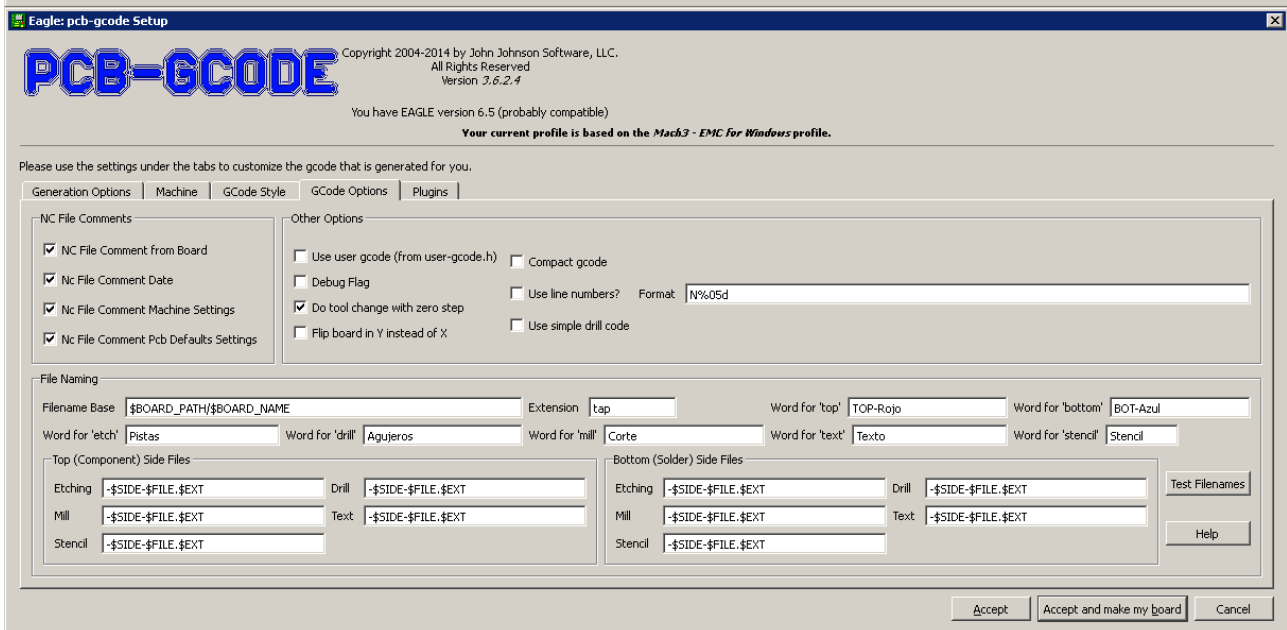 Eagle: pcb-gcode Setup
PCB-GCODE
Copyright 2004-2014 by John Johnson Software, LLC.
All Rights Reserved
Version 3.6.2.4
You have EAGLE version 6.5 (probably compatible)
Your current profile is based on the Mach3 - EMC for Windows profile.
Please use the settings under the tabs to customize the gcode that is generated for you.
Generation Options Machine GCode Style GCode Options Plugins
NC File Comments
NC File Comment from Board
Nc File Comment Date
Nc File Comment Machine Settings
Nc File Comment Pcb Defaults Settings
Other Options
Use user gcode (from user-gcode.h) Compact gcode
Debug Flag
Use line numbers? Format N%05d
Do tool change with zero step
Use simple drill code
Flip board in Y instead of X
File Naming
Filename Base $BOARD_PATH/$BOARD_NAME Extension tap Word for 'top' TOP-Rojo Word for 'bottom' BOT-Azul
Word for 'etch' Pistas Word for 'drill' Agujeros Word for 'mill' Corte Word for 'text' Texto Word for 'stencil' Stencil
Top (Component) Side Files
Etching -$SIDE-$FILE.$EXT Drill -$SIDE-$FILE.$EXT
Mill -$SIDE-$FILE.$EXT Text -$SIDE-$FILE.$EXT
Stencil -$SIDE-$FILE.$EXT
Bottom (Solder) Side Files
Etching -$SIDE-$FILE.$EXT Drill -$SIDE-$FILE.$EXT
Mill -$SIDE-$FILE.$EXT Text -$SIDE-$FILE.$EXT
Stencil -$SIDE-$FILE.$EXT
Test Filenames
Help
Accept Accept and make my board Cancel